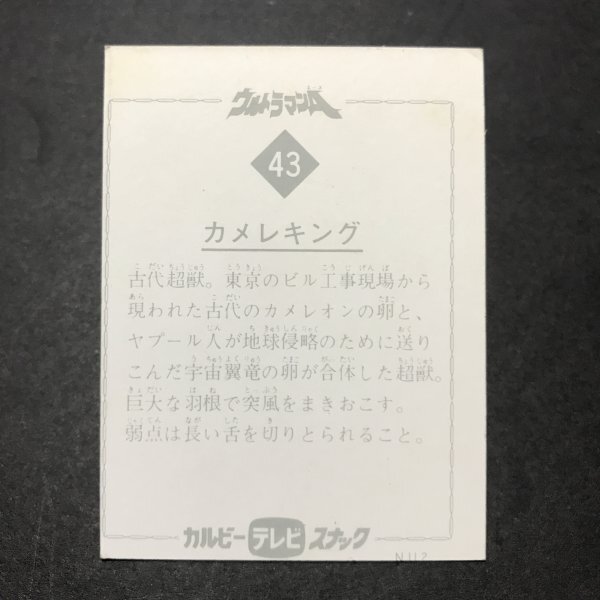 ウルトラマンA
43
カメレキング
古代超獣。東京のビル工事現場から
現われた古代のカメレオンの卵と、
ヤプール人が地球侵略のために送り
こんだ宇宙翼竜の卵が合体した超獣。
巨大な羽根で突風をまきおこす。
弱点は長い舌を切りとられること。
カルビー テレビ スナック
N112